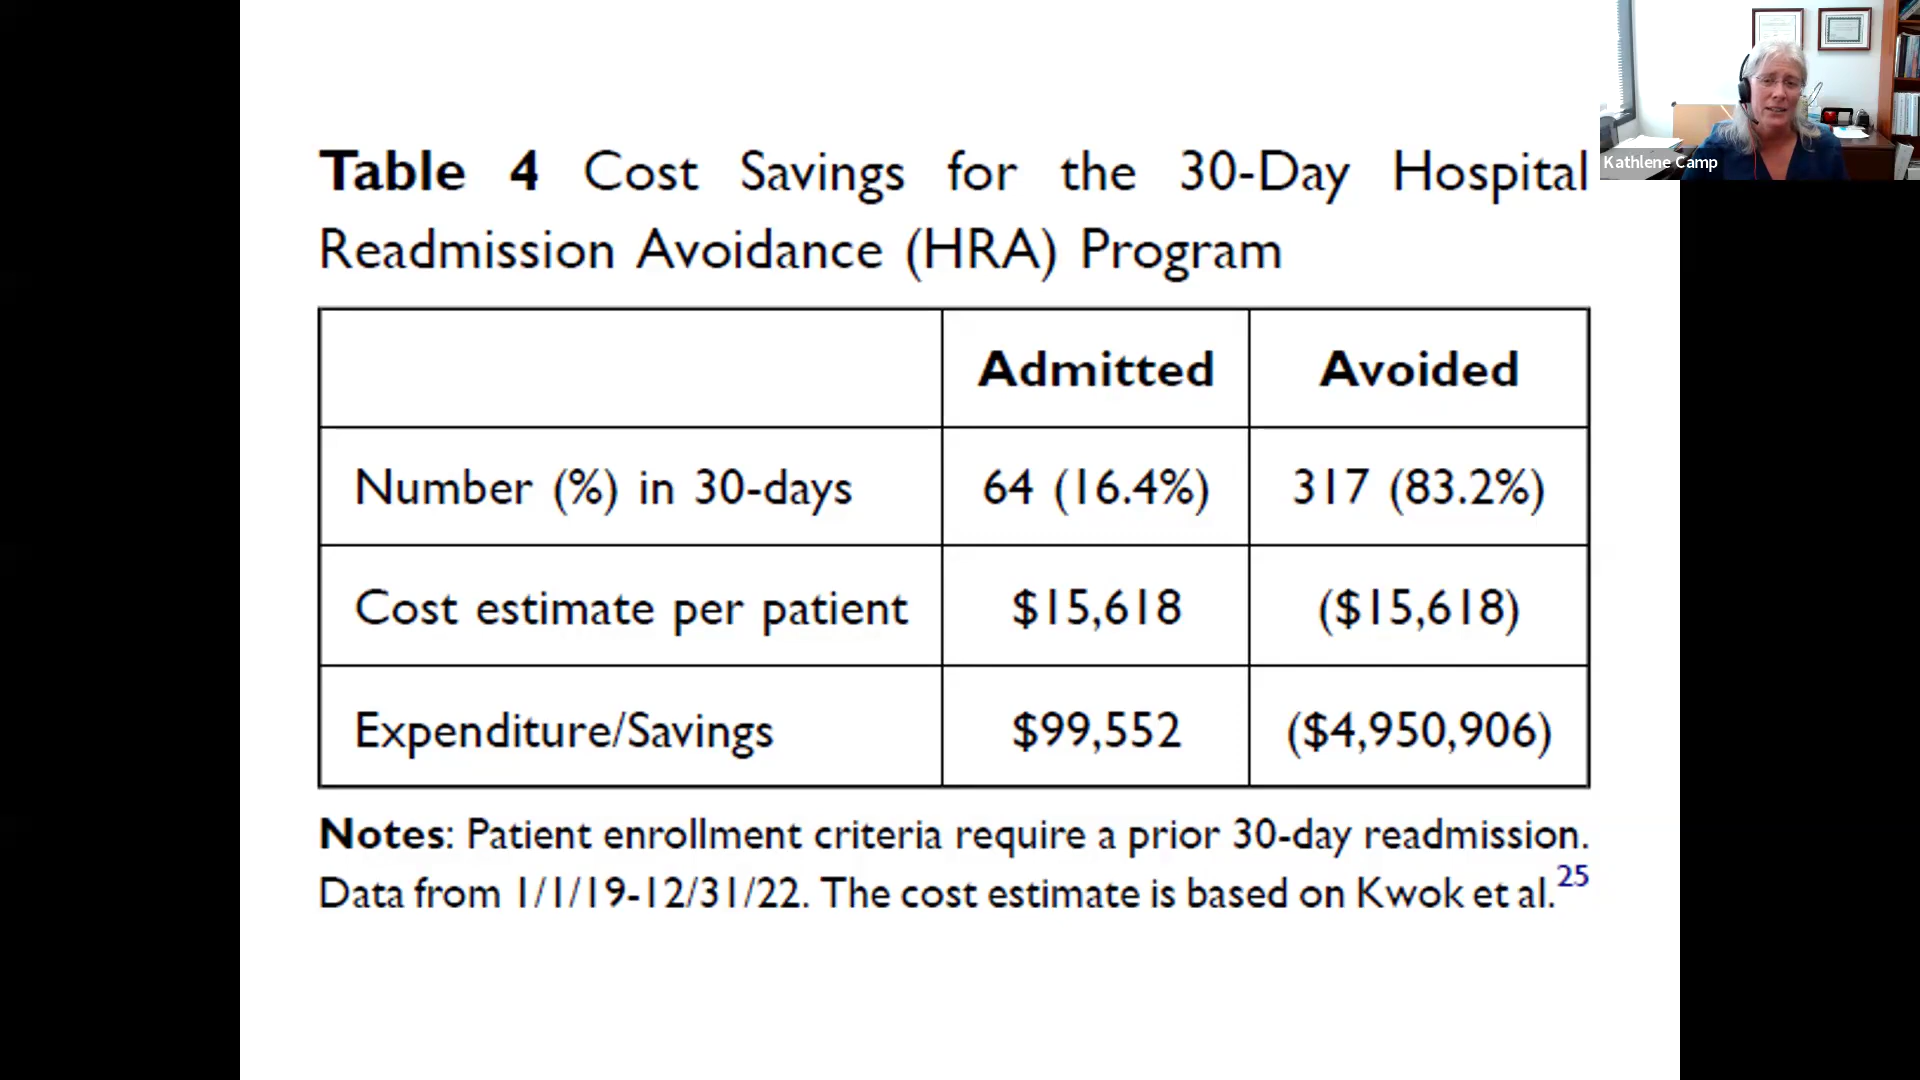 Table 4 Cost Savings for the 30-Day Hospital
Readmission Avoidance (HRA) Program
Admitted Avoided
Number (%) in 30-days 64 (16.4%) 317 (83.2%)
Cost estimate per patient $15,618 ($15,618)
Expenditure/Savings $99,552 ($4,950,906)
Notes: Patient enrollment criteria require a prior 30-day readmission.
Data from 1/1/19-12/31/22. The cost estimate is based on Kwok et al.25
Kathlene Camp